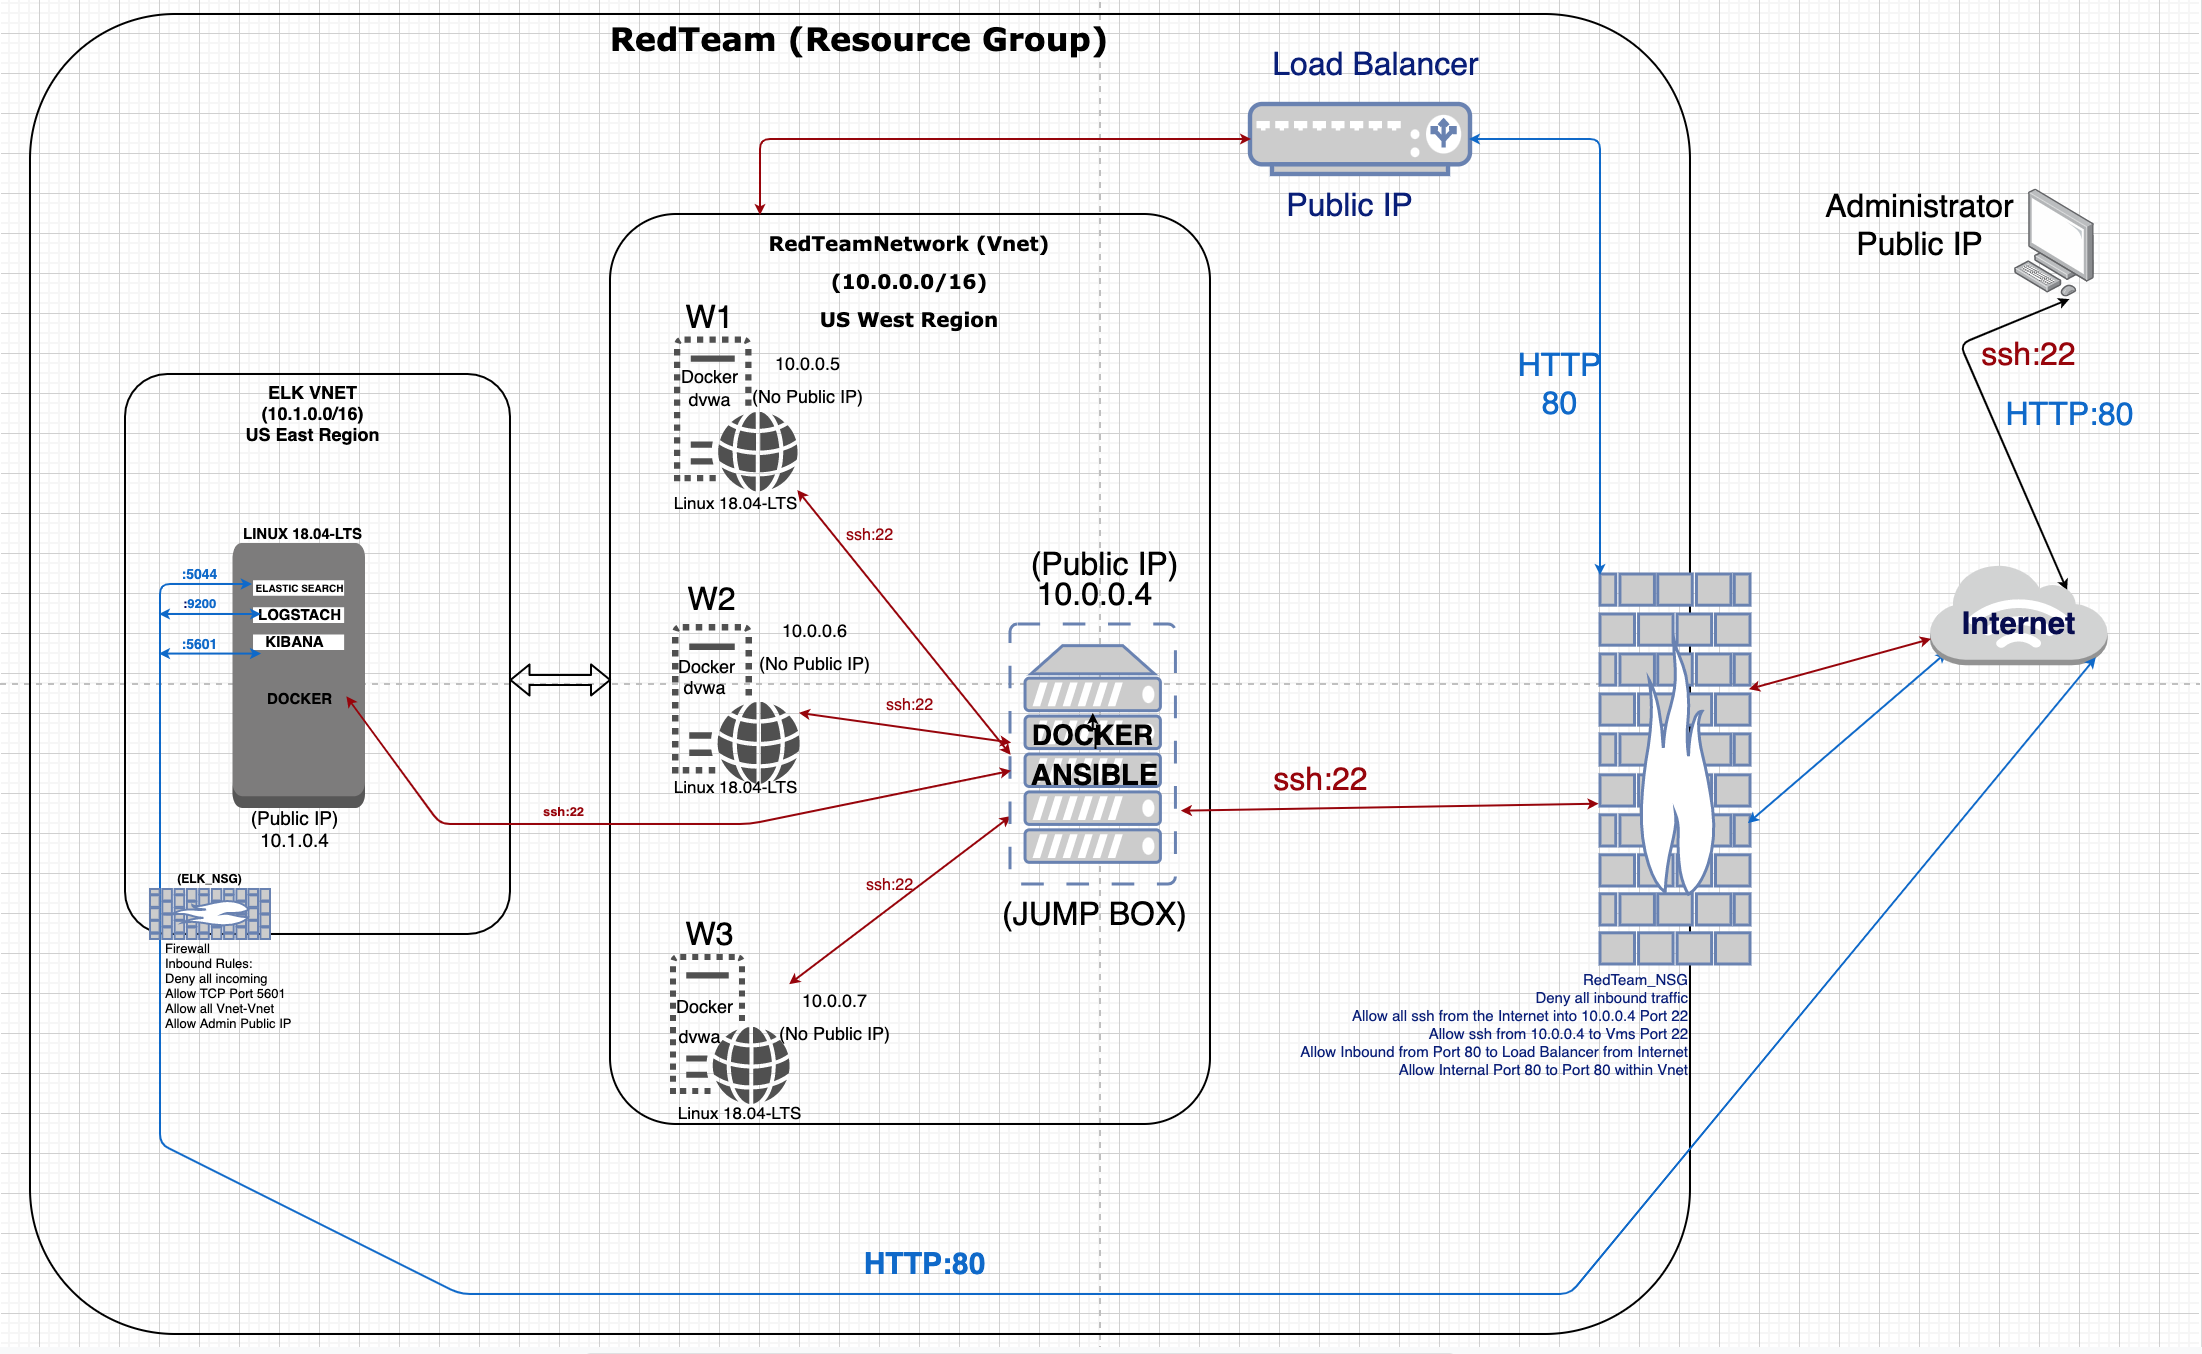 RedTeam (Resource Group)
Load Balancer
Public IP
Administrator
Public IP
RedTeamNetwork (Vnet)
(10.0.0.0/16)
US West Region
W1
10.0.0.5
Docker
dvwa
(No Public IP)
Linux 18.04-LTS
ssh:22
HTTP
80
ssh:22
HTTP:80
ELK VNET
(10.1.0.0/16)
US East Region
LINUX 18.04-LTS
:5044
ELASTIC SEARCH
:9200
LOGSTACH
:5601
KIBANA
DOCKER
(Public IP)
10.1.0.4
(ELK_NSG)
Firewall
Inbound Rules:
Deny all incoming
Allow TCP Port 5601
Allow all Vnet-Vnet
Allow Admin Public IP
W2
10.0.0.6
Docker
dvwa
(No Public IP)
Linux 18.04-LTS
ssh:22
ssh:22
(Public IP)
10.0.0.4
DOCKER
ANSIBLE
(JUMP BOX)
ssh:22
ssh:22
Internet
W3
10.0.0.7
Docker
dvwa
(No Public IP)
Linux 18.04-LTS
RedTeam_NSG
Deny all inbound traffic
Allow all ssh from the Internet into 10.0.0.4 Port 22
Allow ssh from 10.0.0.4 to Vms Port 22
Allow Inbound from Port 80 to Load Balancer from Internet
Allow Internal Port 80 to Port 80 within Vnet
HTTP:80